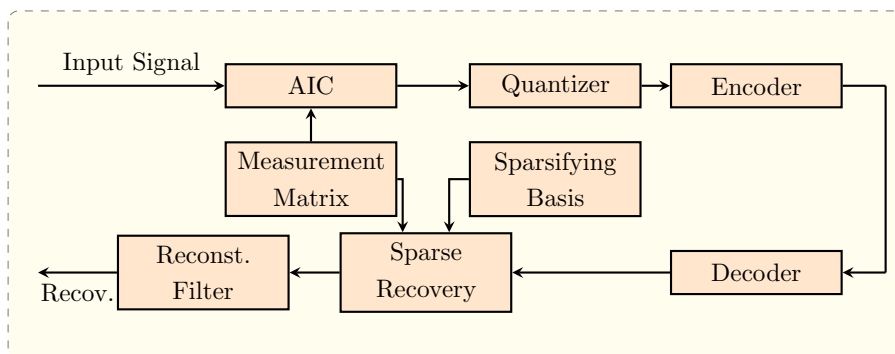 Input Signal
AIC
Quantizer
Encoder
Measurement
Matrix
Sparsifying
Basis
Reconst.
Filter
Sparse
Recovery
Decoder
Recov.